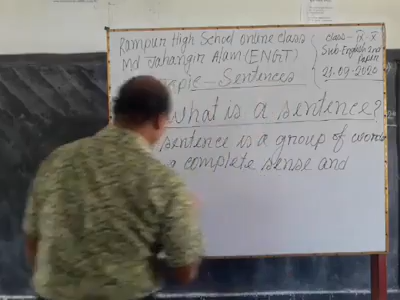 Rampur High School online class
Md Jahangir Alam (ENGT)
Topic - Sentences
class - IX - X
Sub-English 2nd
Paper
21-09-2020
What is a sentence?
sentence is a group of words
a complete sense and